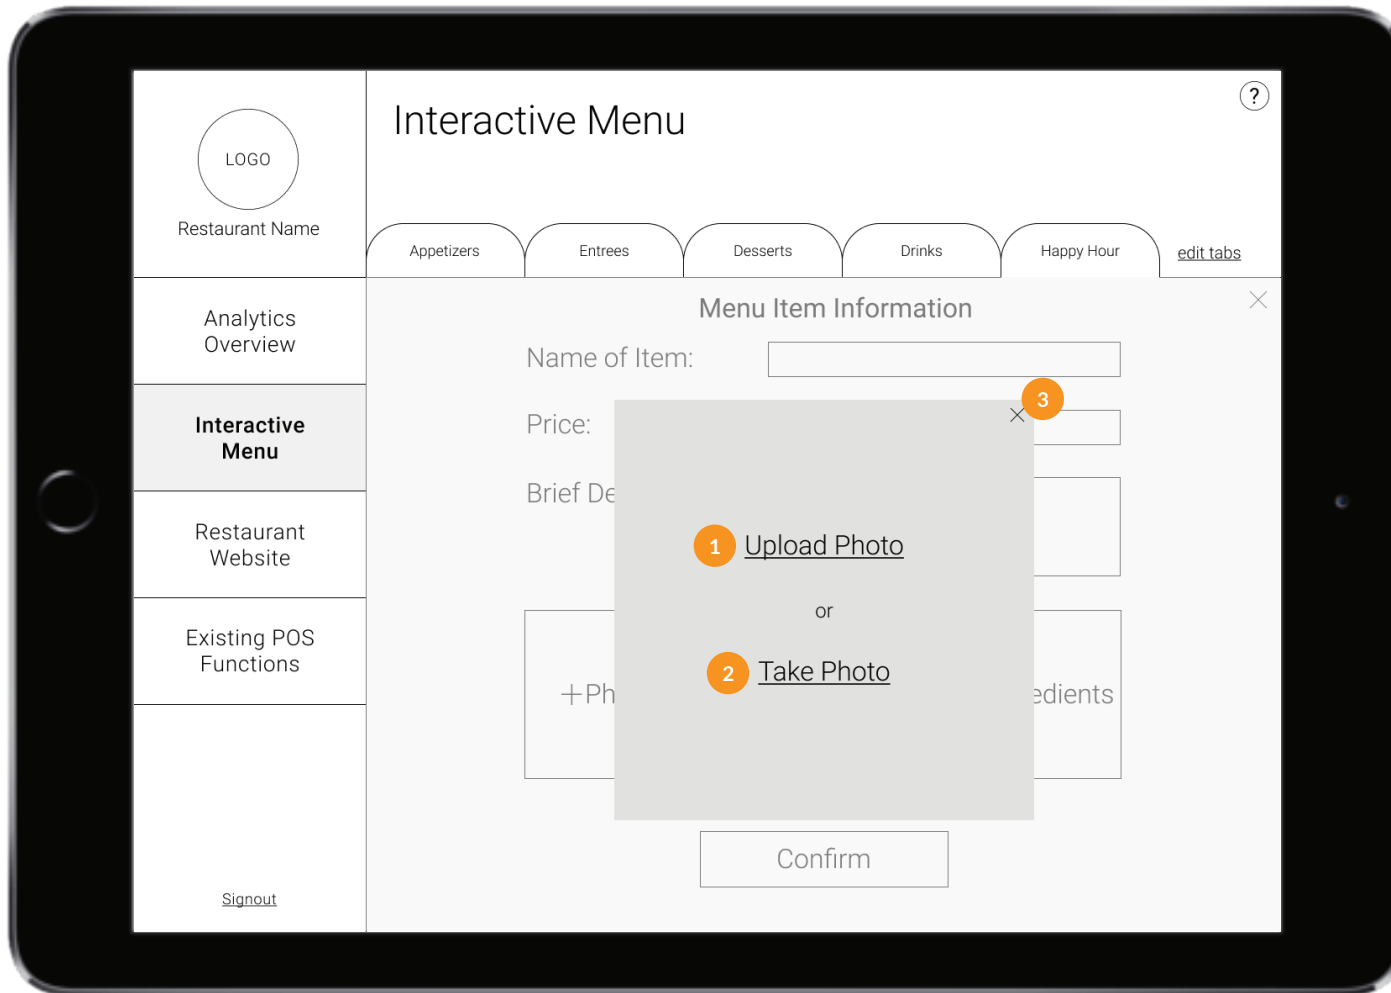 LOGO
Restaurant Name
Analytics
Overview
Interactive
Menu
Restaurant
Website
Existing POS
Functions
Signout
Interactive Menu
?
Appetizers
Entrees
Desserts
Drinks
Happy Hour
edit tabs
Menu Item Information
Name of Item:
Price:
3
Brief De
1 Upload Photo
or
2 Take Photo
+Ph
edients
Confirm